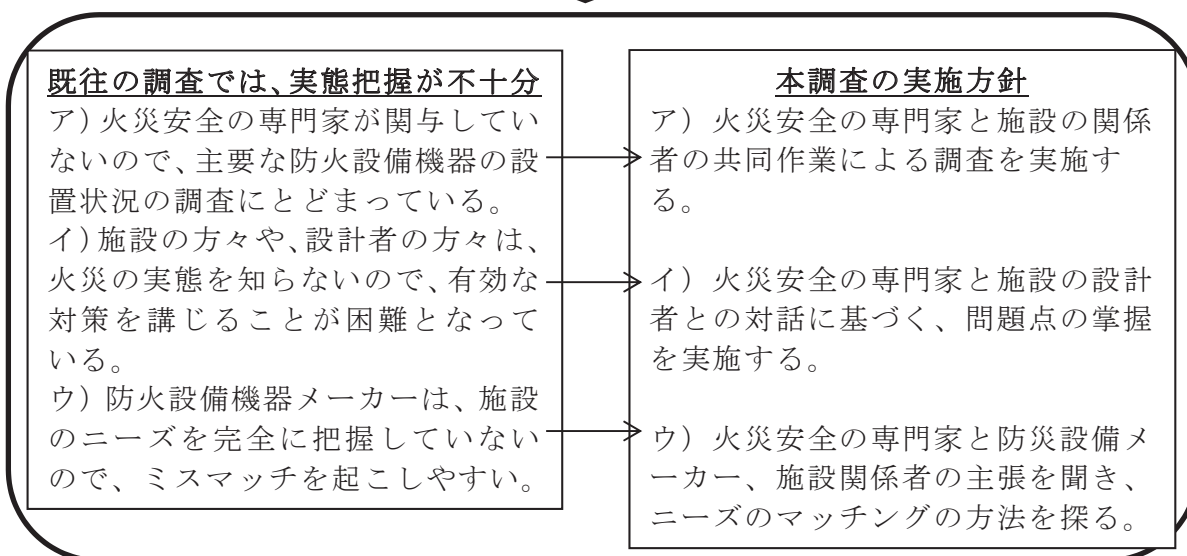 既往の調査では、実態把握が不十分
ア）火災安全の専門家が関与してい
ないので、主要な防火設備機器の設
置状況の調査にとどまっている。
イ）施設の方々や、設計者の方々は、
火災の実態を知らないので、有効な
対策を講じることが困難となって
いる。
ウ）防火設備機器メーカーは、施設
のニーズを完全に把握していない
ので、ミスマッチを起こしやすい。
本調査の実施方針
ア） 火災安全の専門家と施設の関係
者の共同作業による調査を実施す
る。
イ） 火災安全の専門家と施設の設計
者との対話に基づく、問題点の掌握
を実施する。
ウ） 火災安全の専門家と防災設備メ
ーカー、施設関係者の主張を聞き、
ニーズのマッチングの方法を探る。